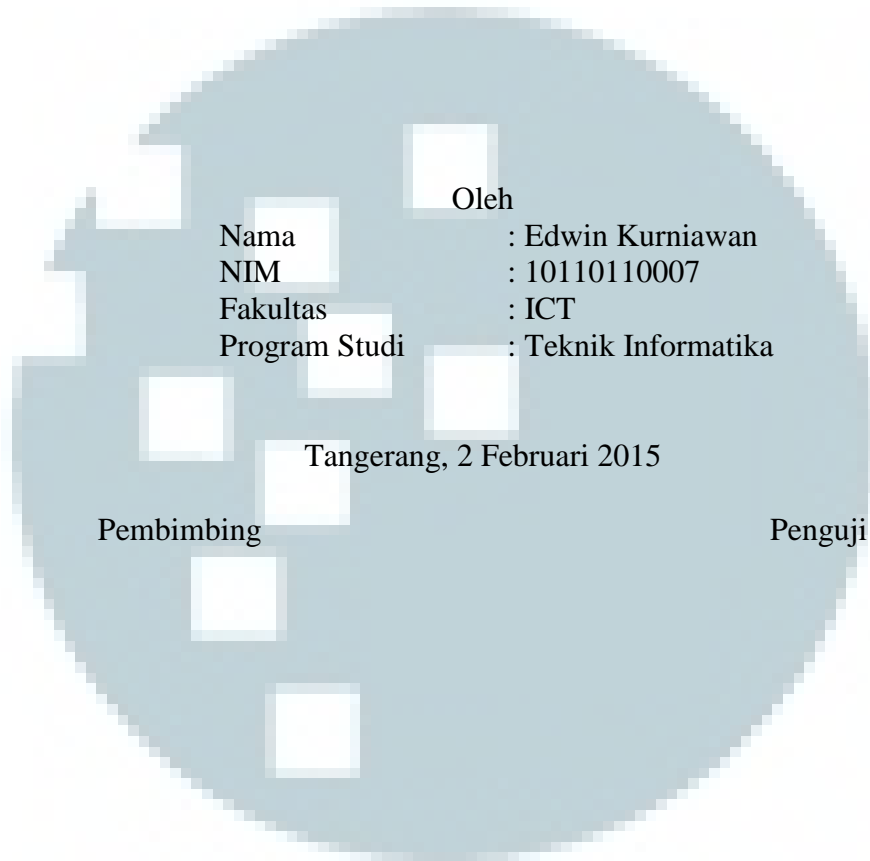 Oleh
Nama : Edwin Kurniawan
NIM : 10110110007
Fakultas : ICT
Program Studi : Teknik Informatika
Tangerang, 2 Februari 2015
Pembimbing Penguji